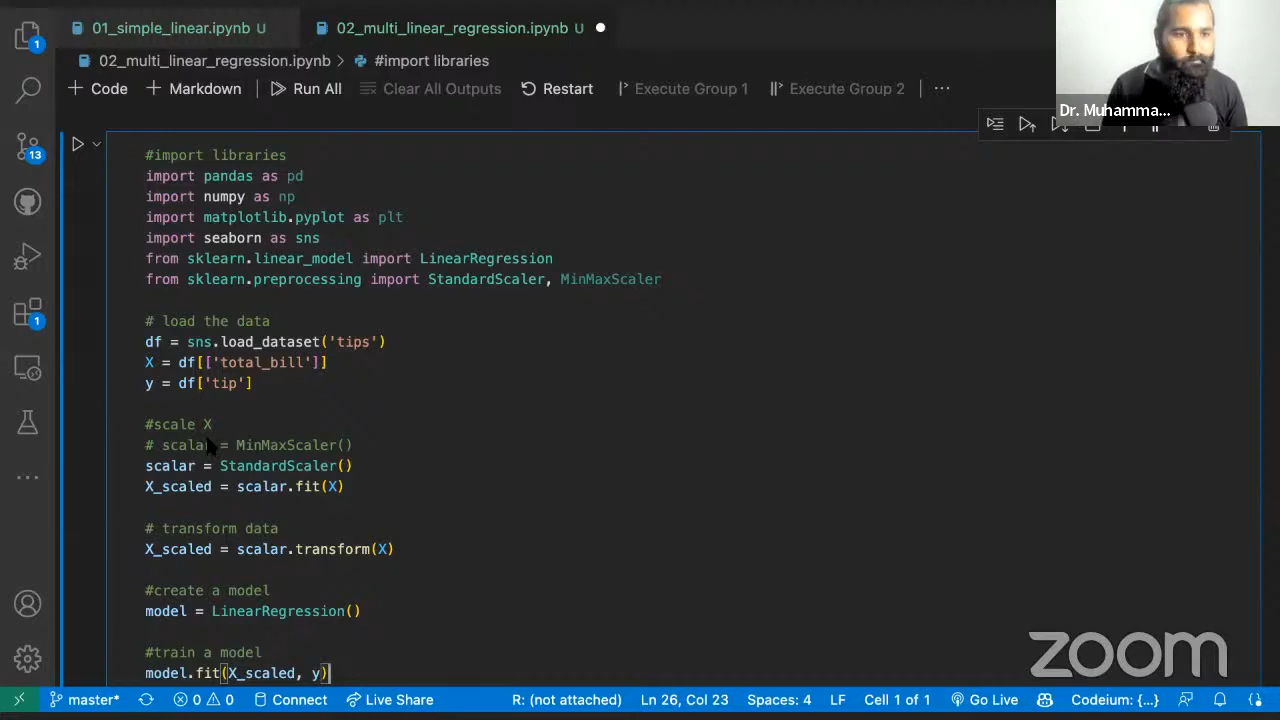 01_simple_linear.ipynb U
02_multi_linear_regression.ipynb U
02_multi_linear_regression.ipynb > #import libraries
Code
Markdown
Run All
Clear All Outputs
Restart
Execute Group 1
Execute Group 2
...
Dr. Muhamma...
1
13
1
#import libraries
import pandas as pd
import numpy as np
import matplotlib.pyplot as plt
import seaborn as sns
from sklearn.linear_model import LinearRegression
from sklearn.preprocessing import StandardScaler, MinMaxScaler
# load the data
df = sns.load_dataset('tips')
X = df[['total_bill']]
y = df['tip']
#scale X
# scalar = MinMaxScaler()
scalar = StandardScaler()
X_scaled = scalar.fit(X)
# transform data
X_scaled = scalar.transform(X)
#create a model
model = LinearRegression()
#train a model
model.fit(X_scaled, y)
zoom
master*
0
0
Connect
Live Share
R: (not attached)
Ln 26, Col 23
Spaces: 4
LF
Cell 1 of 1
Go Live
Codeium: {...}